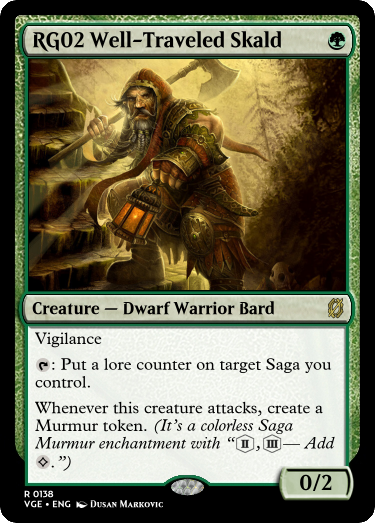 RG02 Well-Traveled Skald
Creature — Dwarf Warrior Bard
Vigilance
: Put a lore counter on target Saga you
control.
Whenever this creature attacks, create a
Murmur token. (It's a colorless Saga
Murmur enchantment with “II, III— Add
.”)
0/2
R 0138
VGE • ENG Dusan Markovic